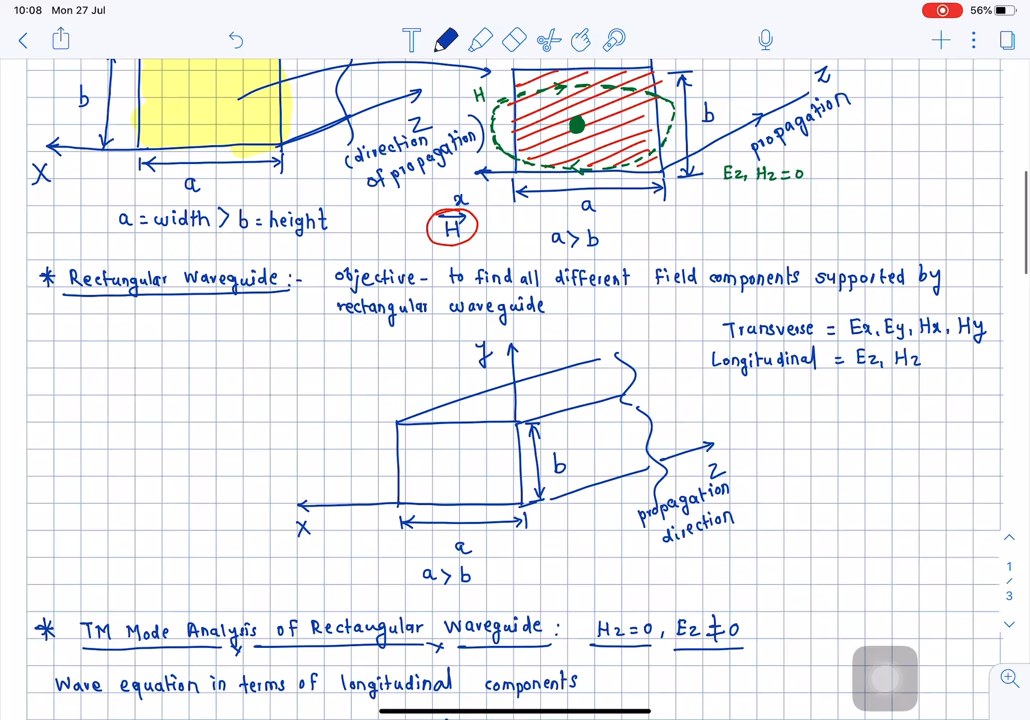 10:08 Mon 27 Jul
56%
b
X
a
Z
(direction
of propagation)
a = width > b = height
H
b
Z
propagation
Ez, Hz = 0
x
a
H
a > b
* Rectangular Waveguide :- objective - to find all different field components supported by
rectangular waveguide
Transverse = Ex, Ey, Hx, Hy
Longitudinal = Ez, Hz
y
b
Z
propagation
direction
X
a
a > b
1
/
3
* TM Mode Analysis of Rectangular Waveguide : Hz = 0, Ez ≠ 0
Wave equation in terms of longitudinal components